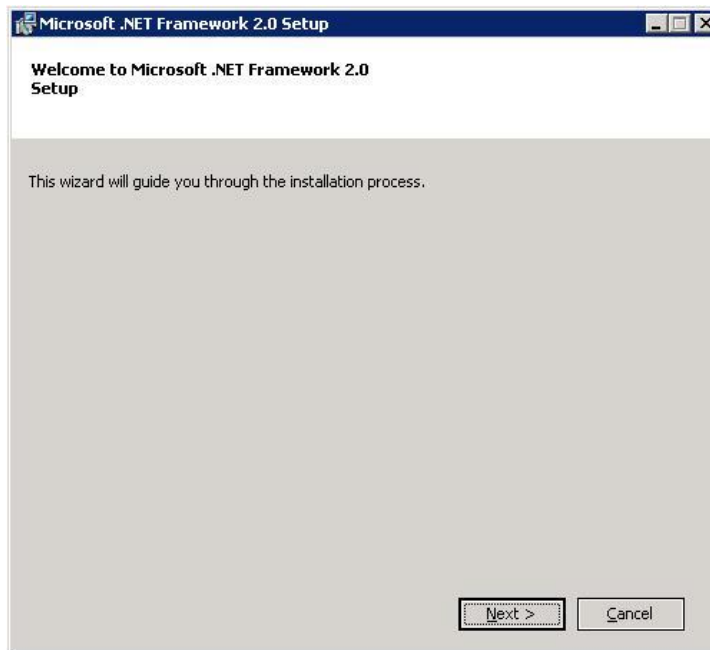 Microsoft .NET Framework 2.0 Setup
Welcome to Microsoft .NET Framework 2.0
Setup
This wizard will guide you through the installation process.
Next > Cancel